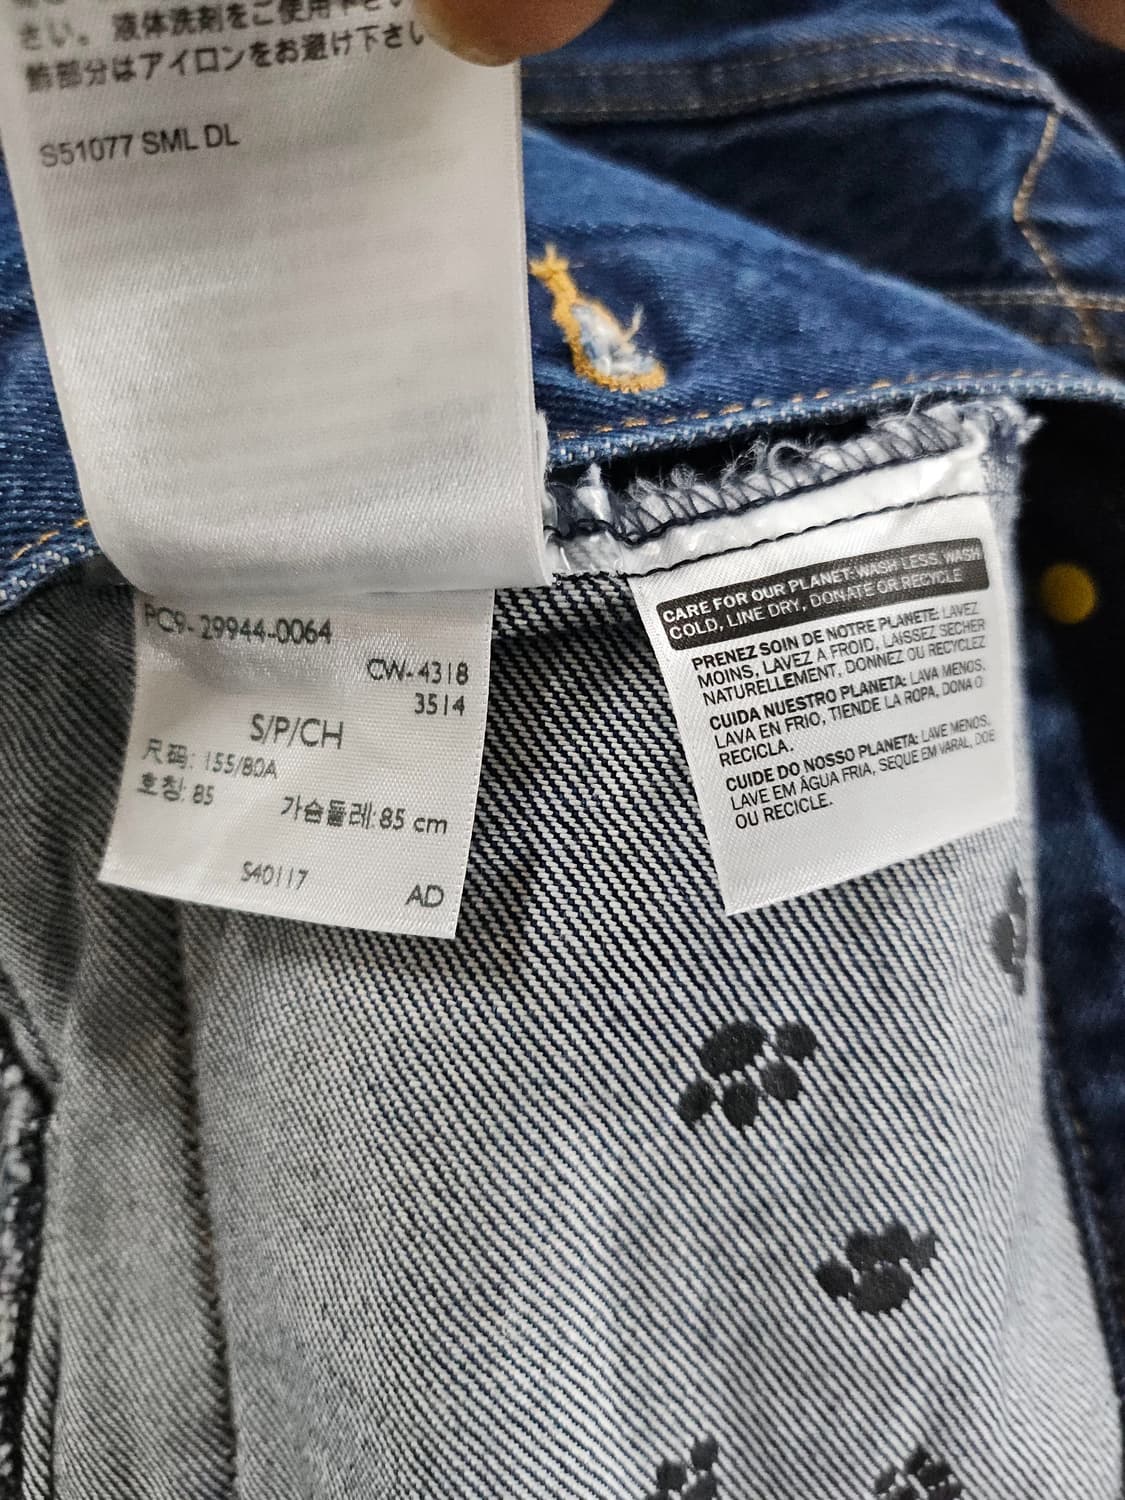 さい。液体洗剤をご使用下さい
飾部分はアイロンをお避け下さい
S51077 SML DL
PC9-29944-0064
CW-4318
3514
S/P/CH
尺码: 155/80A
호칭: 85 가슴둘레: 85 cm
S40117 AD
CARE FOR OUR PLANET: WASH LESS, WASH
COLD, LINE DRY, DONATE OR RECYCLE
PRENEZ SOIN DE NOTRE PLANETE: LAVEZ
MOINS, LAVEZ A FROID, LAISSEZ SECHER
NATURELLEMENT, DONNEZ OU RECYCLEZ
CUIDA NUESTRO PLANETA: LAVA MENOS,
LAVA EN FRIO, TIENDE LA ROPA, DONA O
RECICLA.
CUIDE DO NOSSO PLANETA: LAVE MENOS,
LAVE EM ÁGUA FRIA, SEQUE EM VARAL, DOE
OU RECICLE.